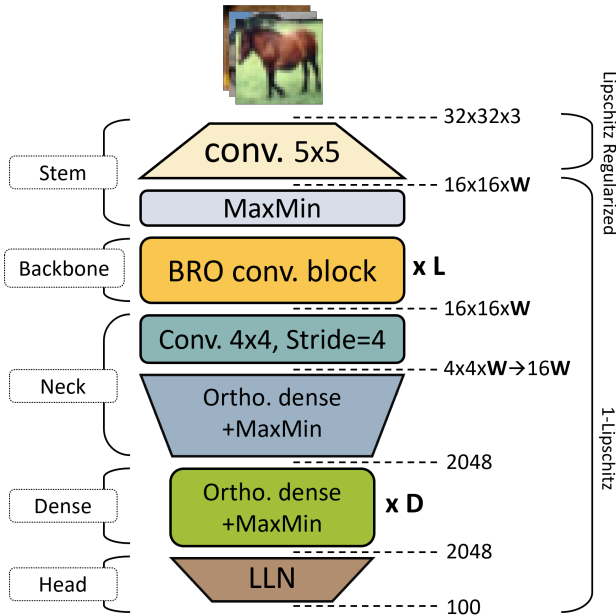 32x32x3
conv. 5x5
Stem
16x16xW
MaxMin
Lipschitz Regularized
BRO conv. block
x L
Backbone
16x16xW
Conv. 4x4, Stride=4
4x4xW→16W
Neck
Ortho. dense
+MaxMin
1-Lipschitz
2048
Dense
Ortho. dense
+MaxMin
x D
2048
Head
LLN
100